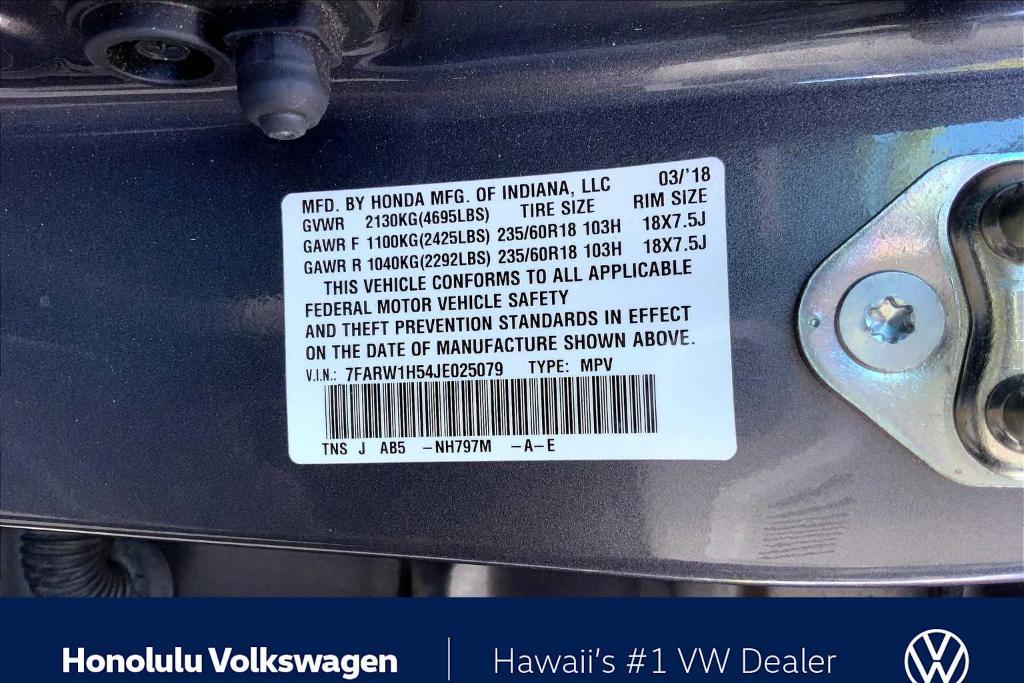 MFD. BY HONDA MFG. OF INDIANA, LLC 03/'18
GVWR 2130KG(4695LBS) TIRE SIZE RIM SIZE
GAWR F 1100KG(2425LBS) 235/60R18 103H 18X7.5J
GAWR R 1040KG(2292LBS) 235/60R18 103H 18X7.5J
THIS VEHICLE CONFORMS TO ALL APPLICABLE
FEDERAL MOTOR VEHICLE SAFETY
AND THEFT PREVENTION STANDARDS IN EFFECT
ON THE DATE OF MANUFACTURE SHOWN ABOVE.
V.I.N.: 7FARW1H54JE025079 TYPE: MPV
TNS J AB5 -NH797M -A-E
Honolulu Volkswagen | Hawaii's #1 VW Dealer